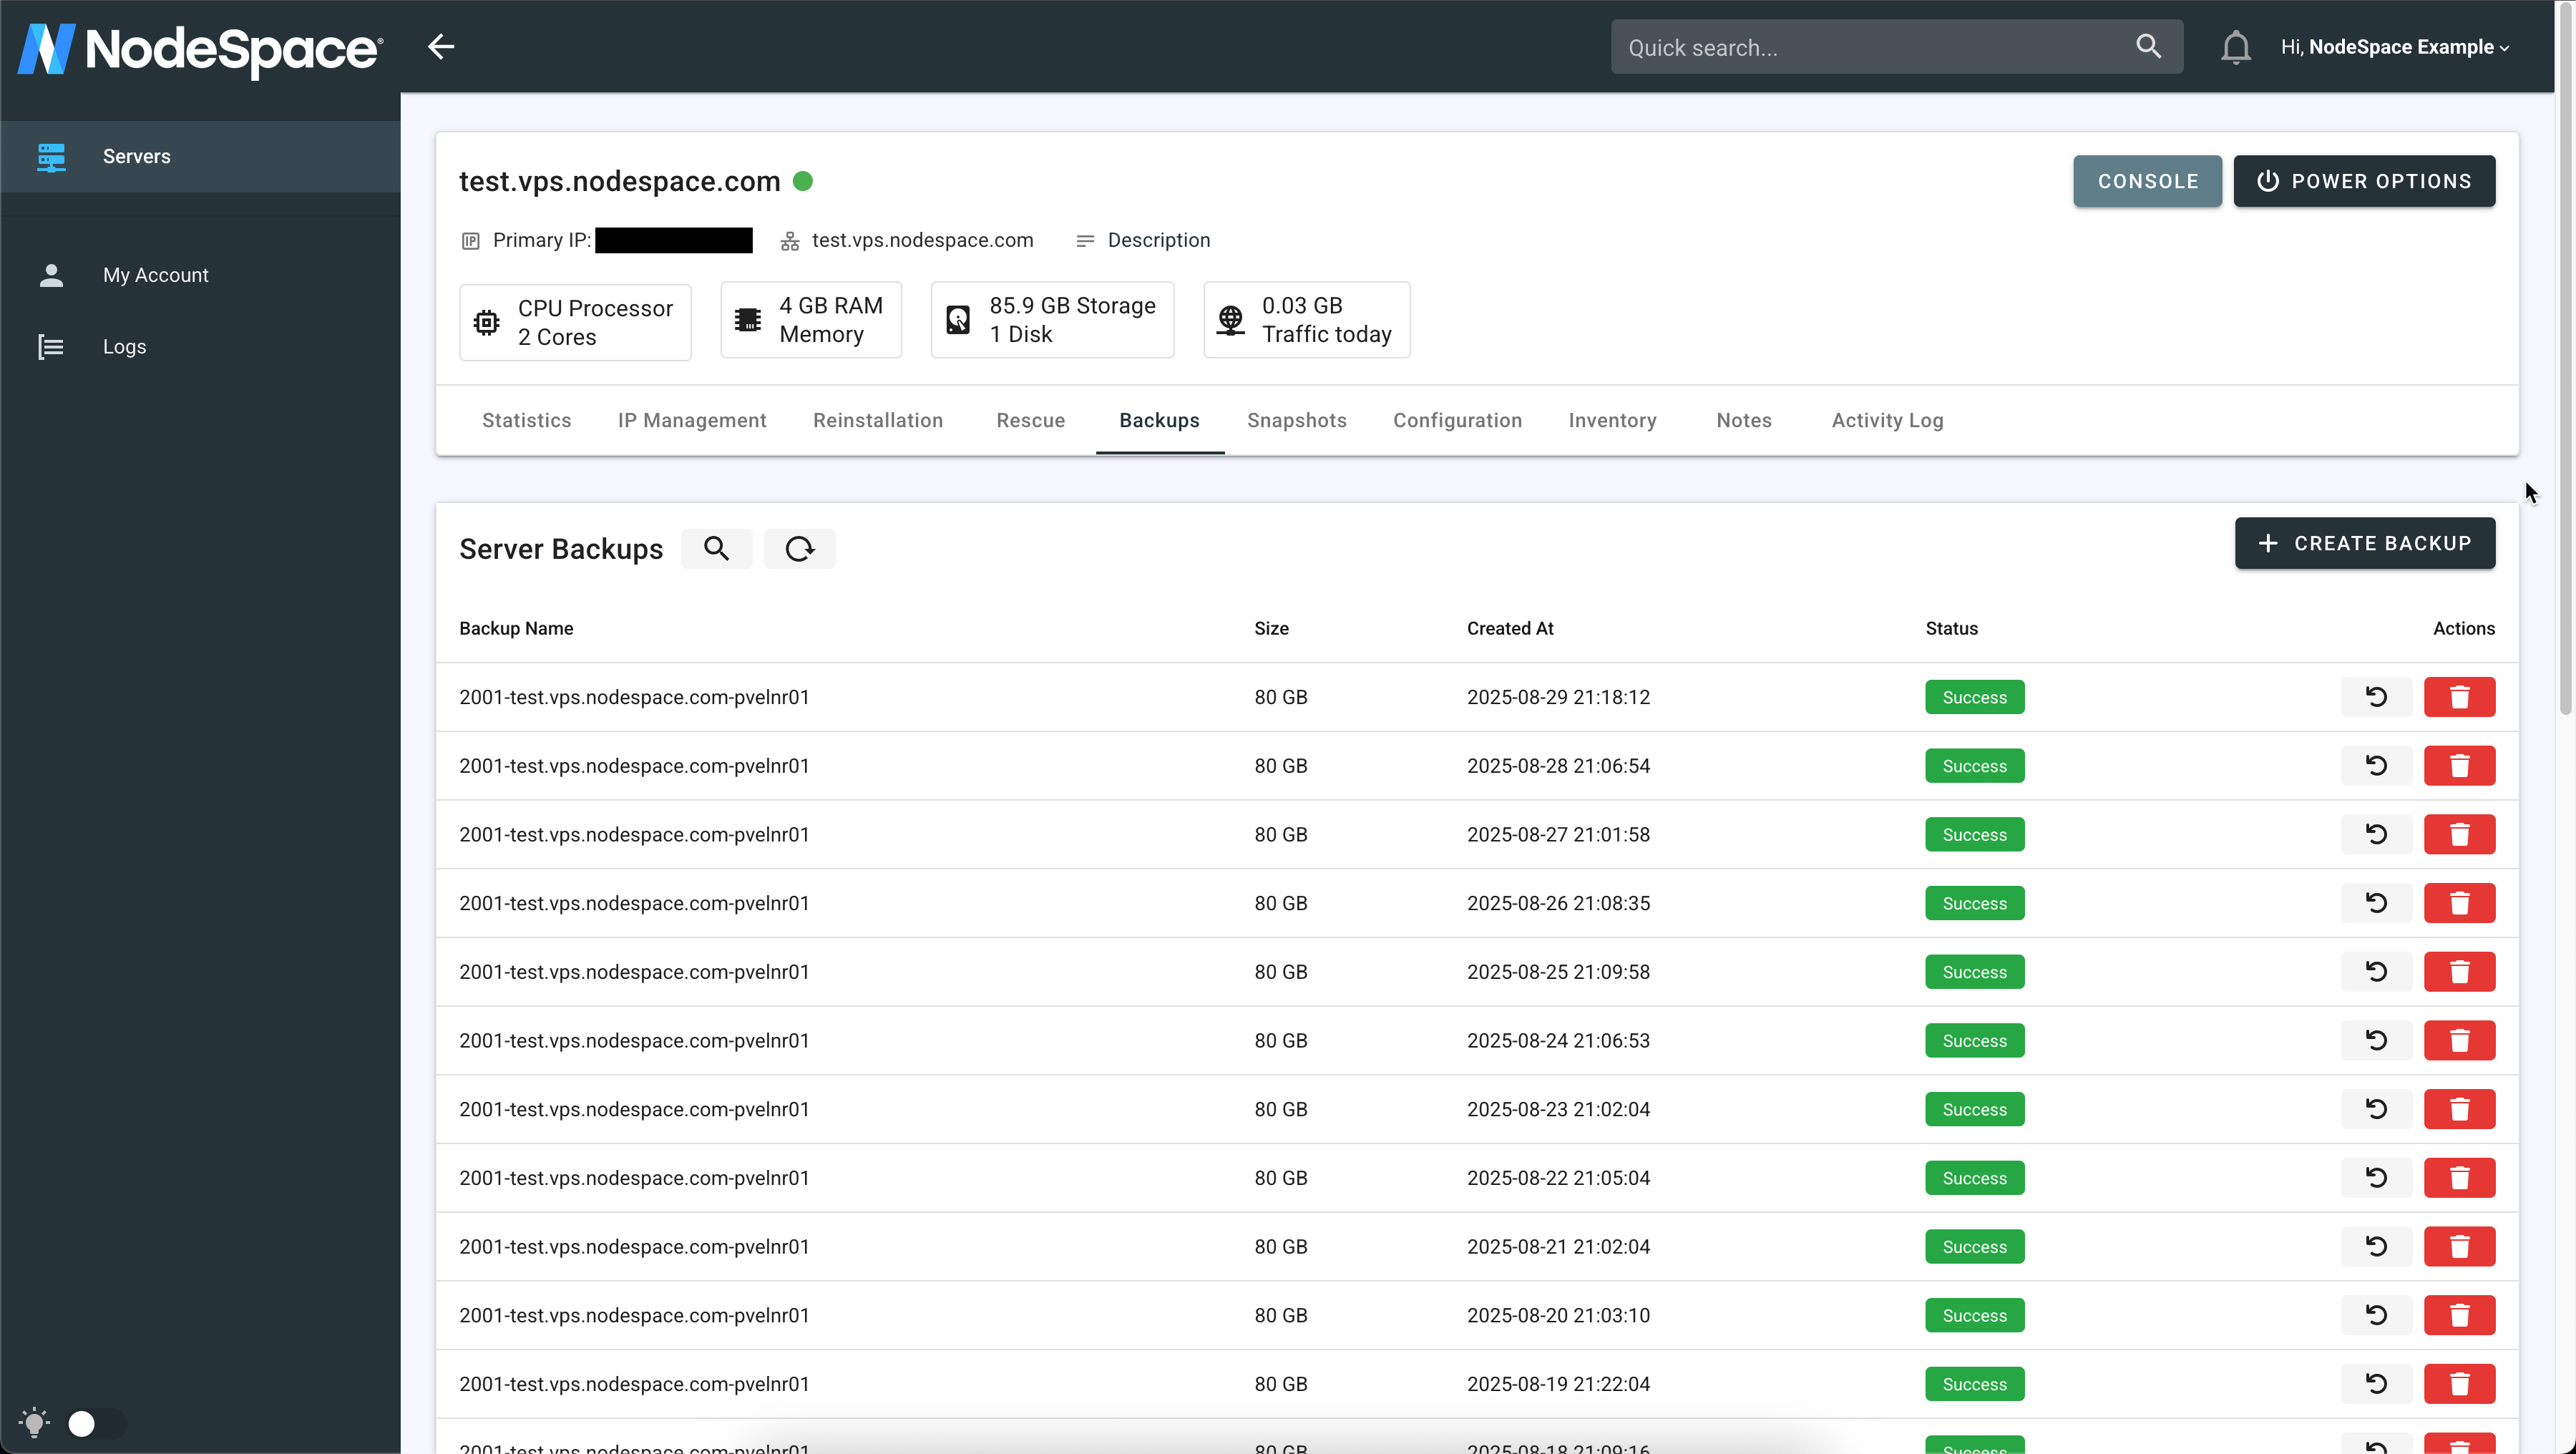 NodeSpace®
Quick search...
Hi, NodeSpace Example
Servers
My Account
Logs
test.vps.nodespace.com
CONSOLE
POWER OPTIONS
IP Primary IP:
test.vps.nodespace.com
Description
CPU Processor
2 Cores
4 GB RAM
Memory
85.9 GB Storage
1 Disk
0.03 GB
Traffic today
Statistics IP Management Reinstallation Rescue Backups Snapshots Configuration Inventory Notes Activity Log
Server Backups
+ CREATE BACKUP
Backup Name Size Created At Status Actions
2001-test.vps.nodespace.com-pvelnr01 80 GB 2025-08-29 21:18:12 Success
2001-test.vps.nodespace.com-pvelnr01 80 GB 2025-08-28 21:06:54 Success
2001-test.vps.nodespace.com-pvelnr01 80 GB 2025-08-27 21:01:58 Success
2001-test.vps.nodespace.com-pvelnr01 80 GB 2025-08-26 21:08:35 Success
2001-test.vps.nodespace.com-pvelnr01 80 GB 2025-08-25 21:09:58 Success
2001-test.vps.nodespace.com-pvelnr01 80 GB 2025-08-24 21:06:53 Success
2001-test.vps.nodespace.com-pvelnr01 80 GB 2025-08-23 21:02:04 Success
2001-test.vps.nodespace.com-pvelnr01 80 GB 2025-08-22 21:05:04 Success
2001-test.vps.nodespace.com-pvelnr01 80 GB 2025-08-21 21:02:04 Success
2001-test.vps.nodespace.com-pvelnr01 80 GB 2025-08-20 21:03:10 Success
2001-test.vps.nodespace.com-pvelnr01 80 GB 2025-08-19 21:22:04 Success
2001-test.vps.nodespace.com-pvelnr01 80 GB 2025-08-18 21:09:16 Success